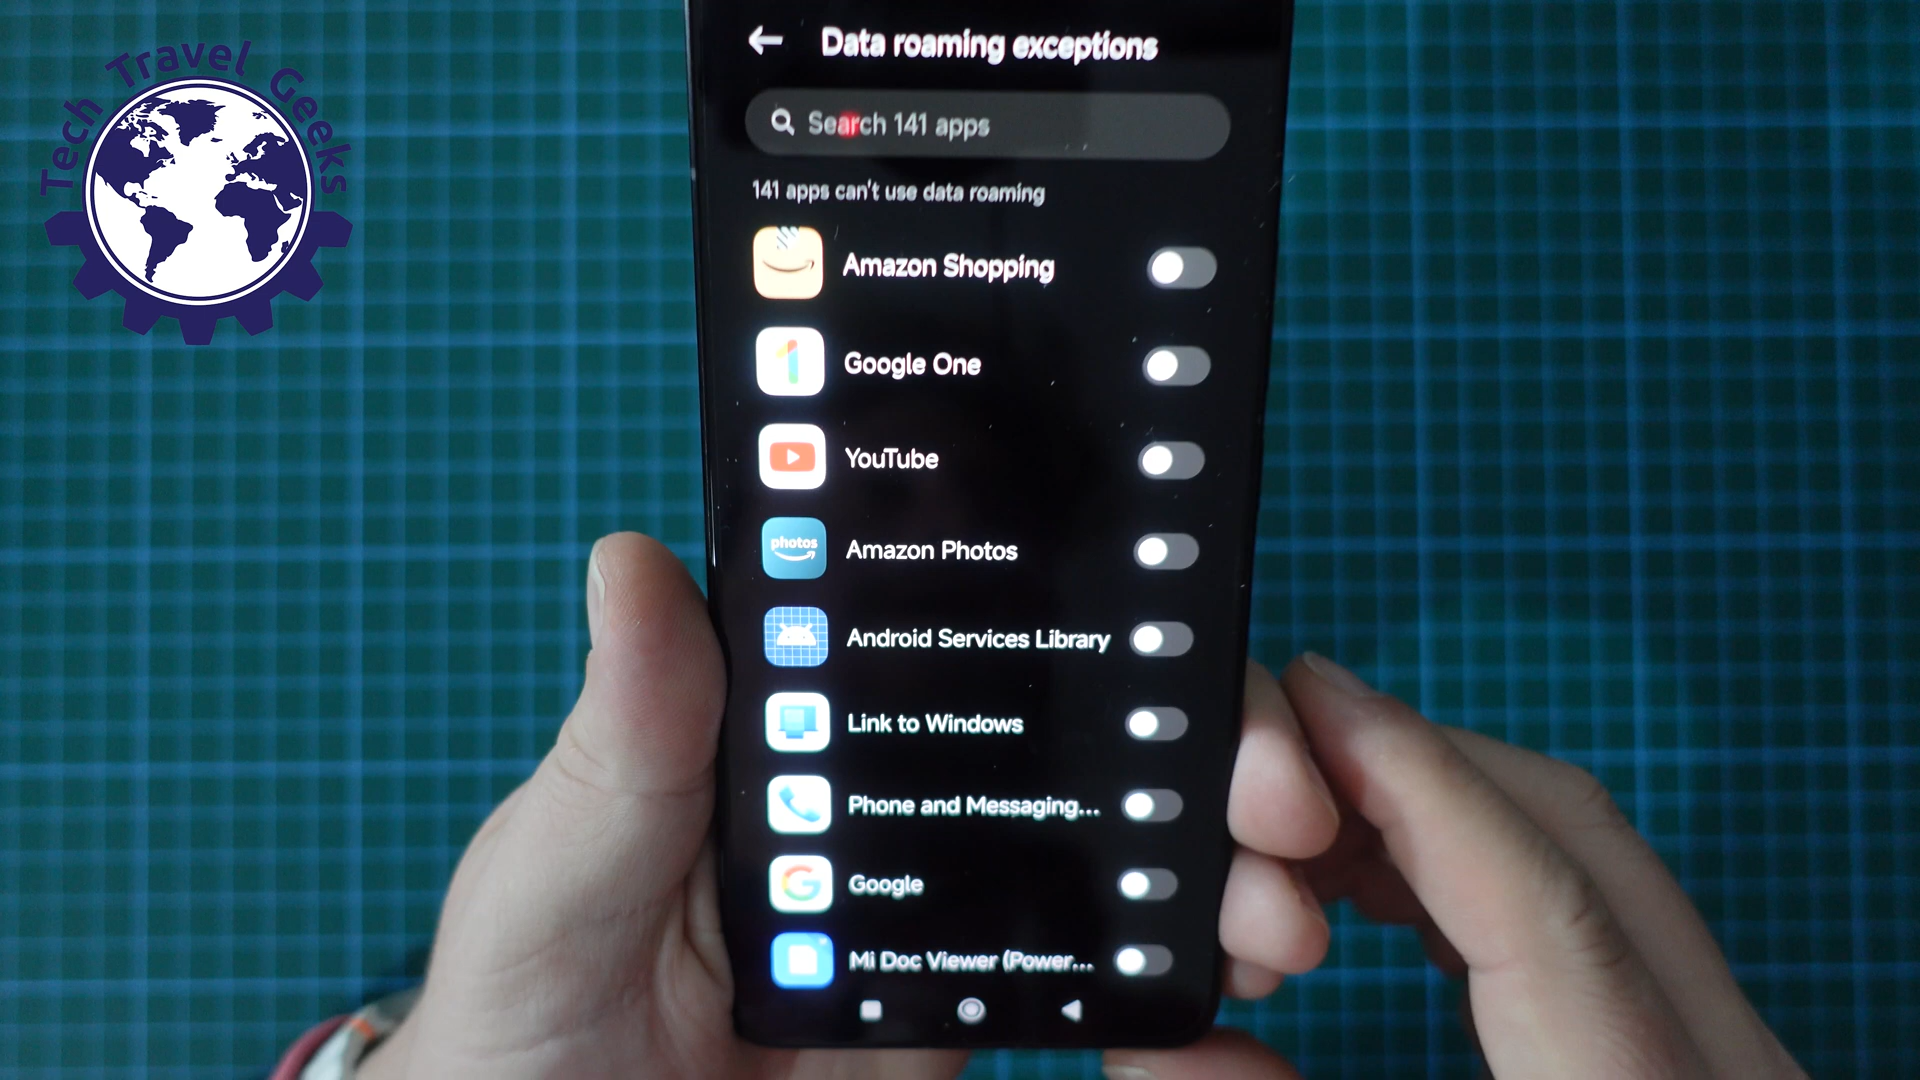 Tech Travel Geeks
Data roaming exceptions
Search 141 apps
141 apps can't use data roaming
Amazon Shopping
Google One
YouTube
photos
Amazon Photos
Android Services Library
Link to Windows
Phone and Messaging...
Google
Mi Doc Viewer (Power...